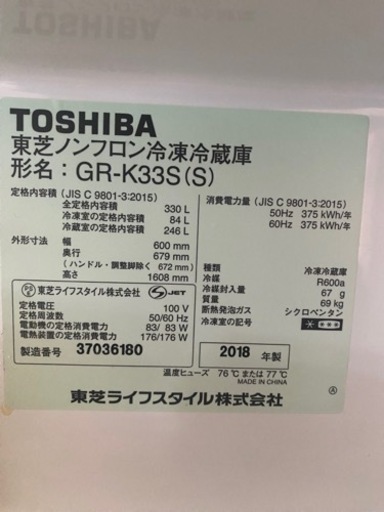 TOSHIBA
東芝ノンフロン冷凍冷蔵庫
形名：GR-K33S(S)
定格内容積（JIS C 9801-3:2015）
全定格内容積 330 L
冷凍室の定格内容積 84 L
冷蔵室の定格内容積 246 L
外形寸法 幅 600 mm
奥行 679 mm
（ハンドル・調整脚除く 672 mm）
高さ 1608 mm
東芝ライフスタイル株式会社 S-JET
定格電圧 100 V
定格周波数 50/60 Hz
電動機の定格消費電力 83/ 83 W
電熱装置の定格消費電力 176/176 W
製造番号 37036180
消費電力量（JIS C 9801-3:2015）
50Hz 375 kWh/年
60Hz 375 kWh/年
種類 冷凍冷蔵庫
冷媒 R600a
冷媒封入量 67 g
質量 69 kg
断熱発泡ガス シクロペンタン
冷凍室の記号
2018 年製
温度ヒューズ 76 ℃ または 77 ℃
MADE IN CHINA
東芝ライフスタイル株式会社
Ⓐ